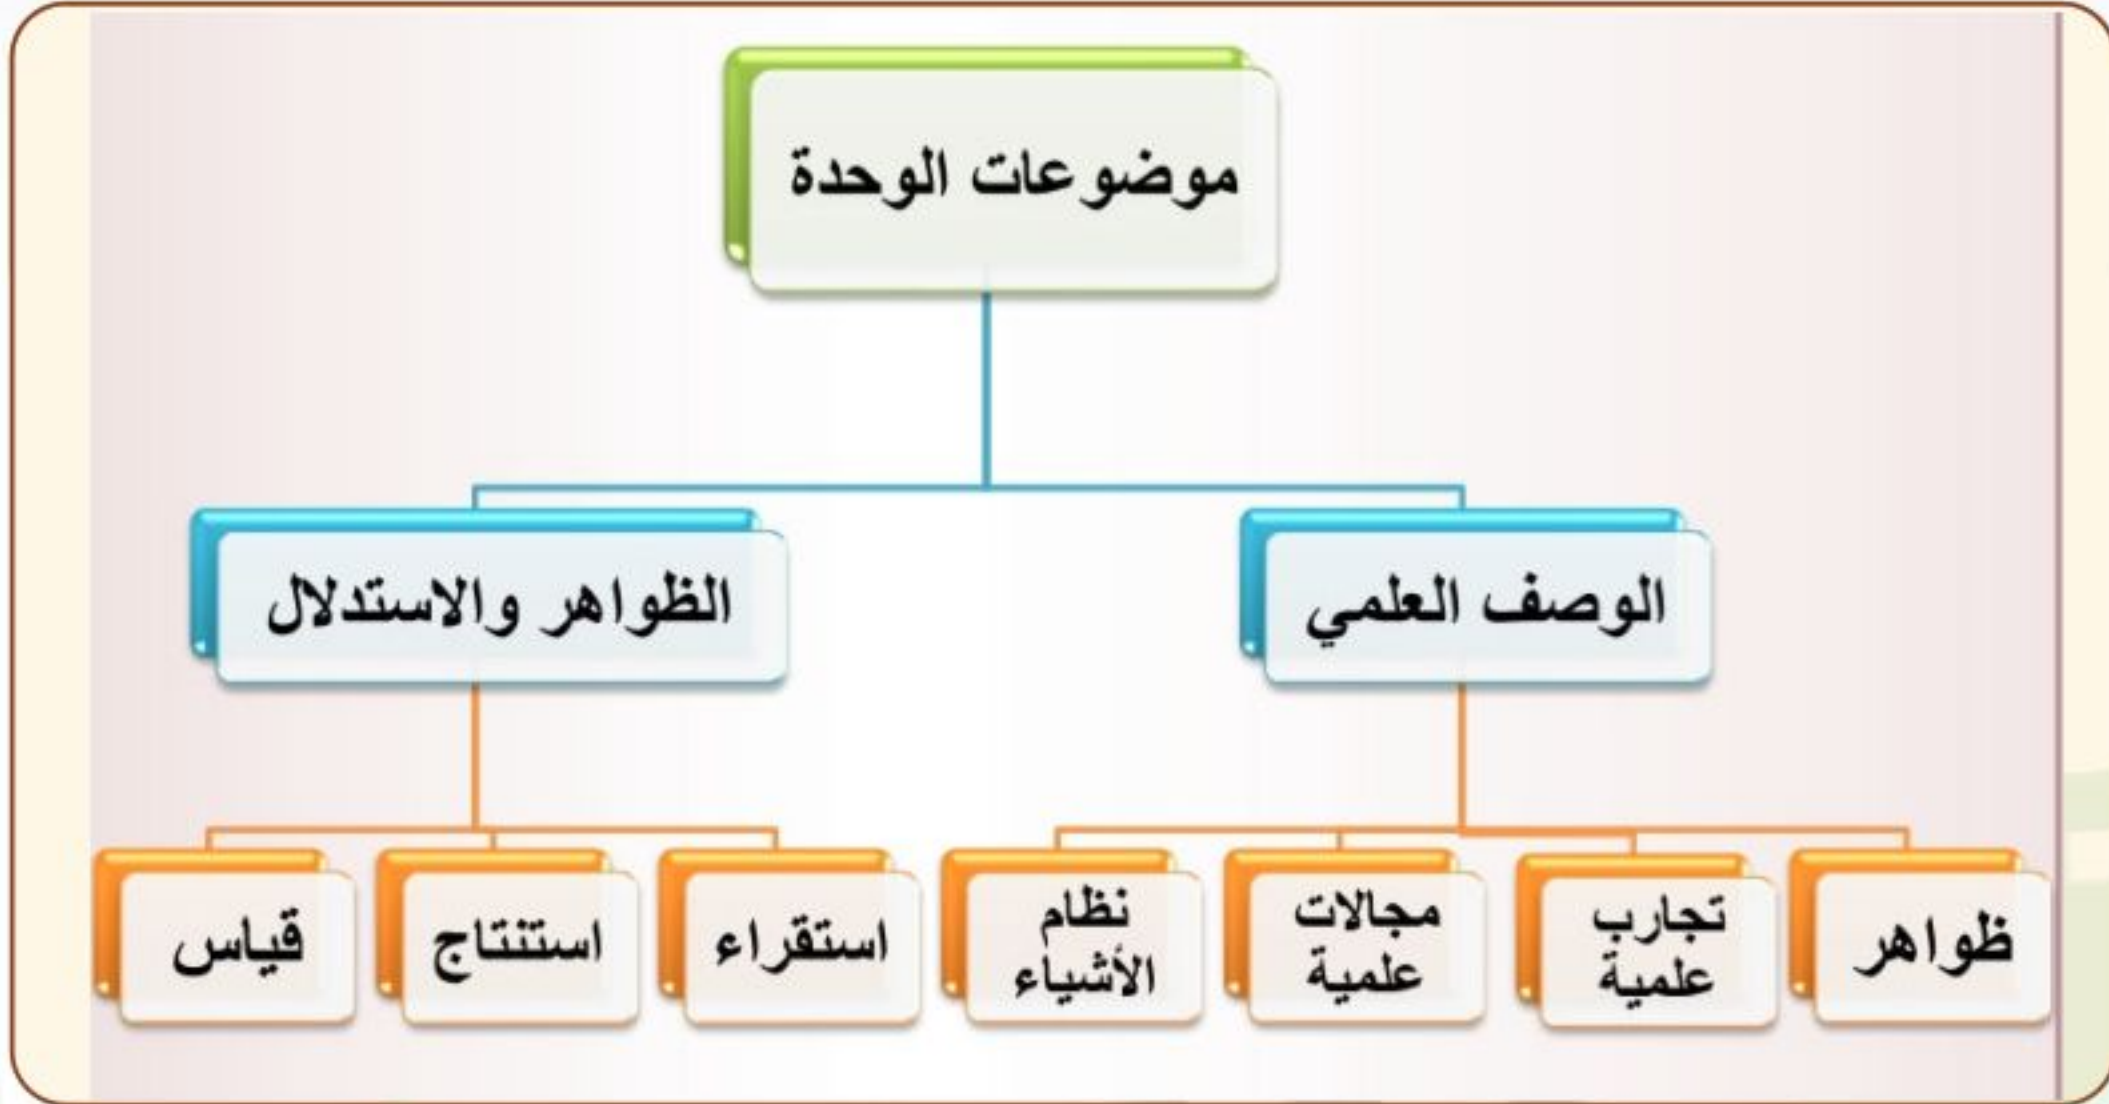 موضوعات الوحدة
الوصف العلمي
الظواهر والاستدلال
ظواهر
تجارب
علمية
مجالات
علمية
نظام
الأشياء
استقراء
استنتاج
قياس